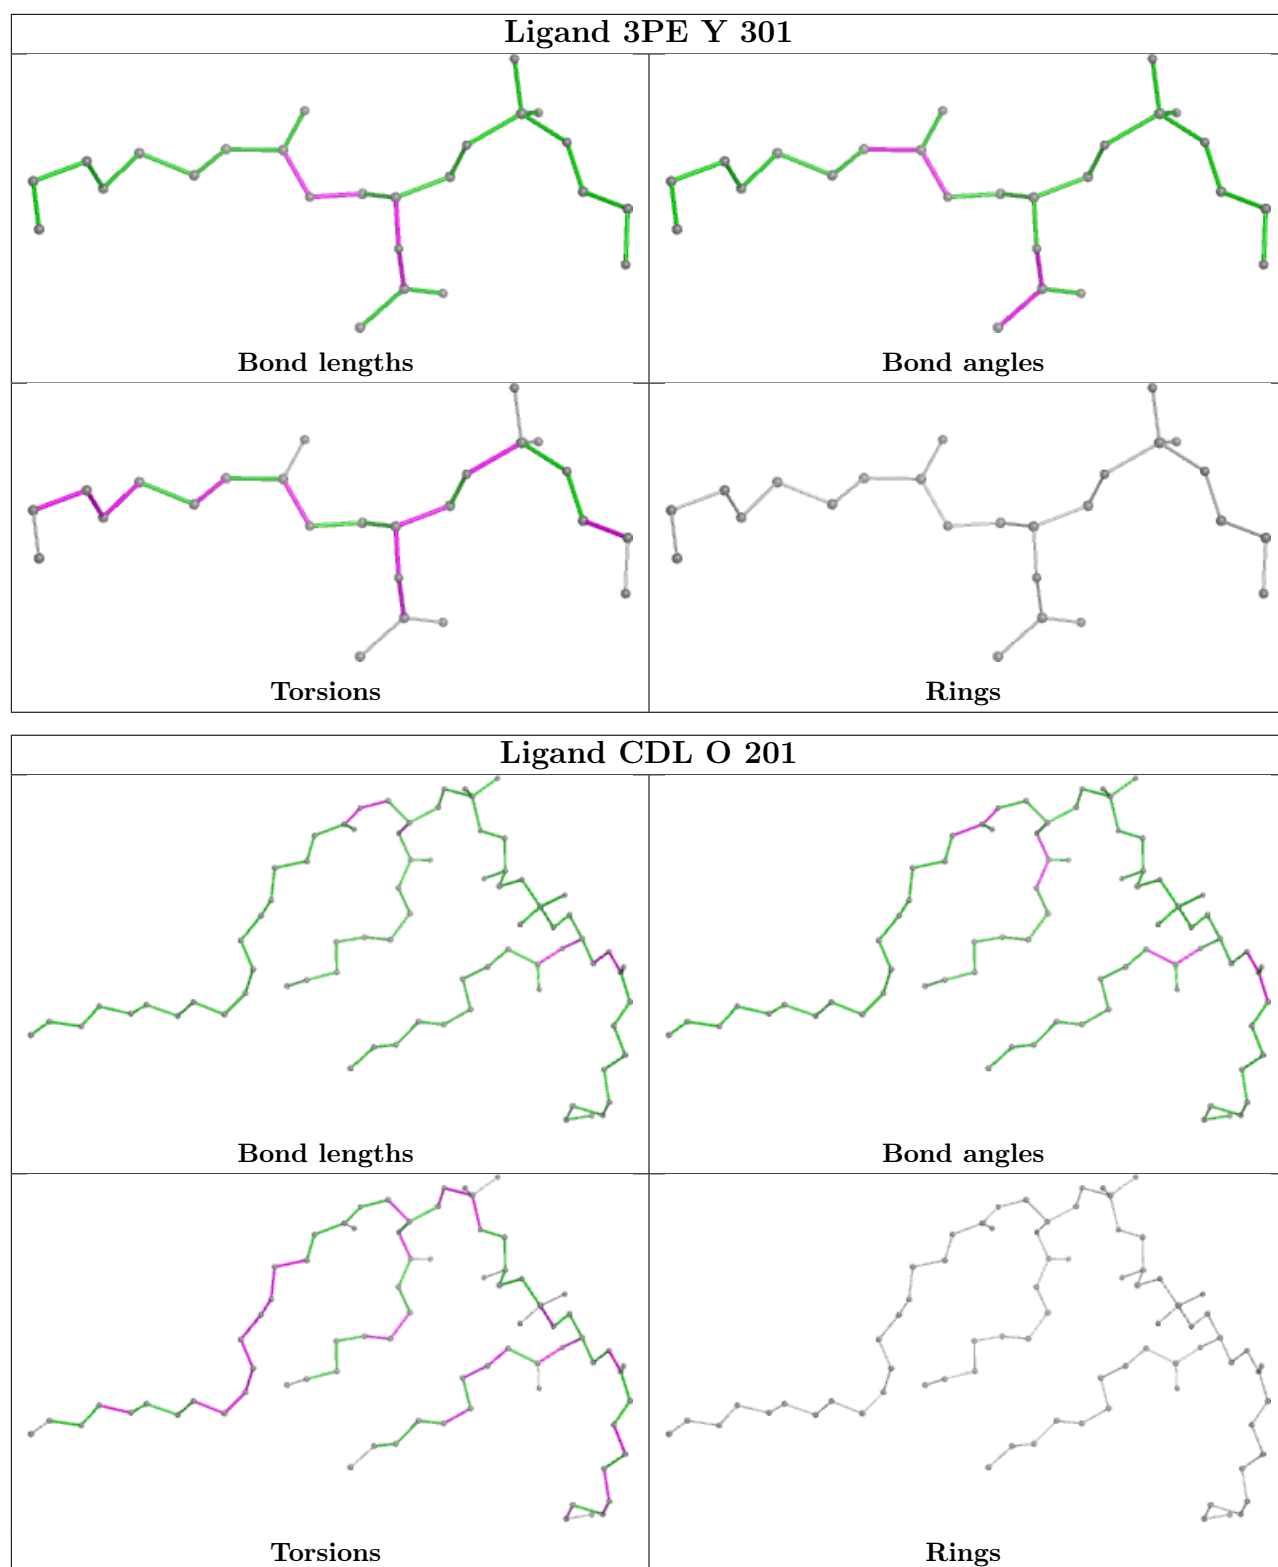 Ligand 3PE Y 301
Bond lengths
Bond angles
Torsions
Rings
Ligand CDL O 201
Bond lengths
Bond angles
Torsions
Rings